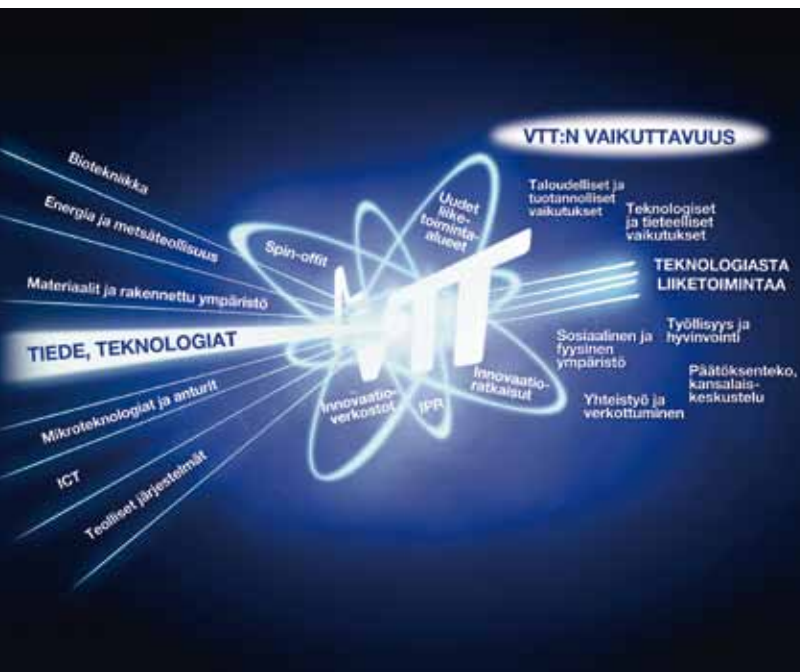 Biotekniikka
Energia ja metsäteollisuus
Materiaalit ja rakennettu ympäristö
TIEDE, TEKNOLOGIAT
Mikroteknologiat ja anturit
ICT
Teolliset järjestelmät
Spin-offit
Uudet
liike-
toiminta-
alueet
VTT
Innovaatio-
verkostot
IPR
Innovaatio-
ratkaisut
VTT:N VAIKUTTAVUUS
Taloudelliset ja
tuotannolliset
vaikutukset
Teknologiset
ja tieteelliset
vaikutukset
TEKNOLOGIASTA
LIIKETOIMINTAA
Sosiaalinen ja
fyysinen
ympäristö
Työllisyys ja
hyvinvointi
Yhteistyö ja
verkottuminen
Päätöksenteko,
kansalais-
keskustelu